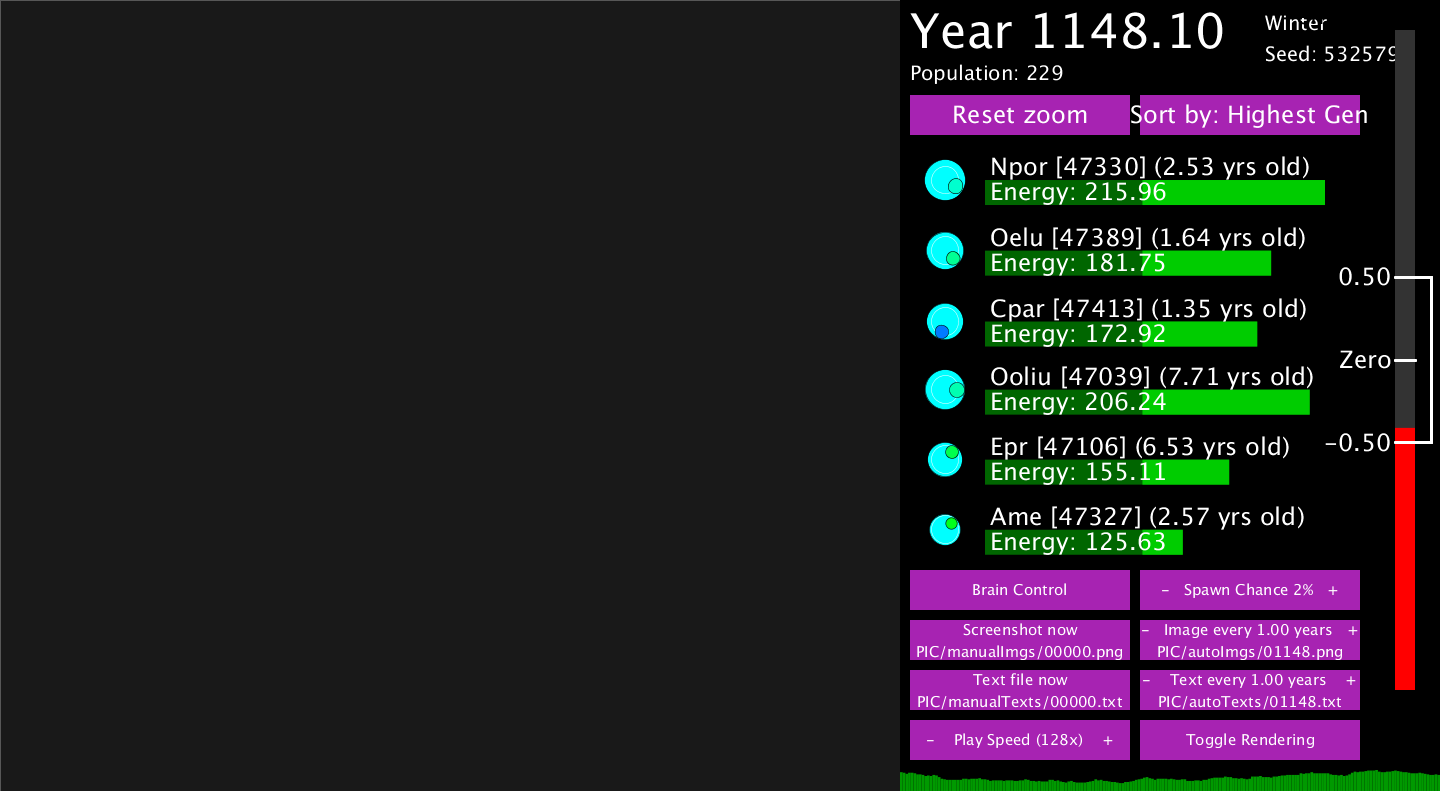 Year 1148.10
Winter
Seed: 532579
Population: 229
Reset zoom
Sort by: Highest Gen
Npor [47330] (2.53 yrs old)
Energy: 215.96
Oelu [47389] (1.64 yrs old)
Energy: 181.75
Cpar [47413] (1.35 yrs old)
Energy: 172.92
Ooliu [47039] (7.71 yrs old)
Energy: 206.24
Epr [47106] (6.53 yrs old)
Energy: 155.11
Ame [47327] (2.57 yrs old)
Energy: 125.63
0.50
Zero
-0.50
Brain Control
- Spawn Chance 2% +
Screenshot now
PIC/manualImgs/00000.png
- Image every 1.00 years +
PIC/autoImgs/01148.png
Text file now
PIC/manualTexts/00000.txt
- Text every 1.00 years +
PIC/autoTexts/01148.txt
- Play Speed (128x) +
Toggle Rendering